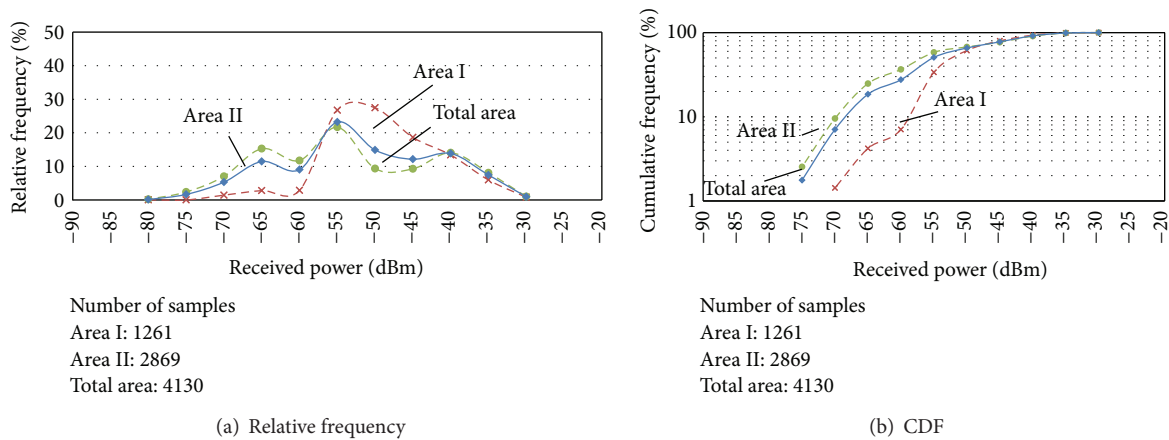 Relative frequency (%)
50
40
30
20
10
0
Area I
Area II
Total area
−90
−80
−75
−70
−65
−60
−55
−50
−45
−40
−35
−30
−20
Received power (dBm)
Number of samples
Area I: 1261
Area II: 2869
Total area: 4130
(a) Relative frequency
Cumulative frequency (%)
100
10
1
Area I
Area II
Total area
−90
−80
−75
−70
−65
−60
−55
−50
−45
−40
−35
−30
−20
Received power (dBm)
Number of samples
Area I: 1261
Area II: 2869
Total area: 4130
(b) CDF